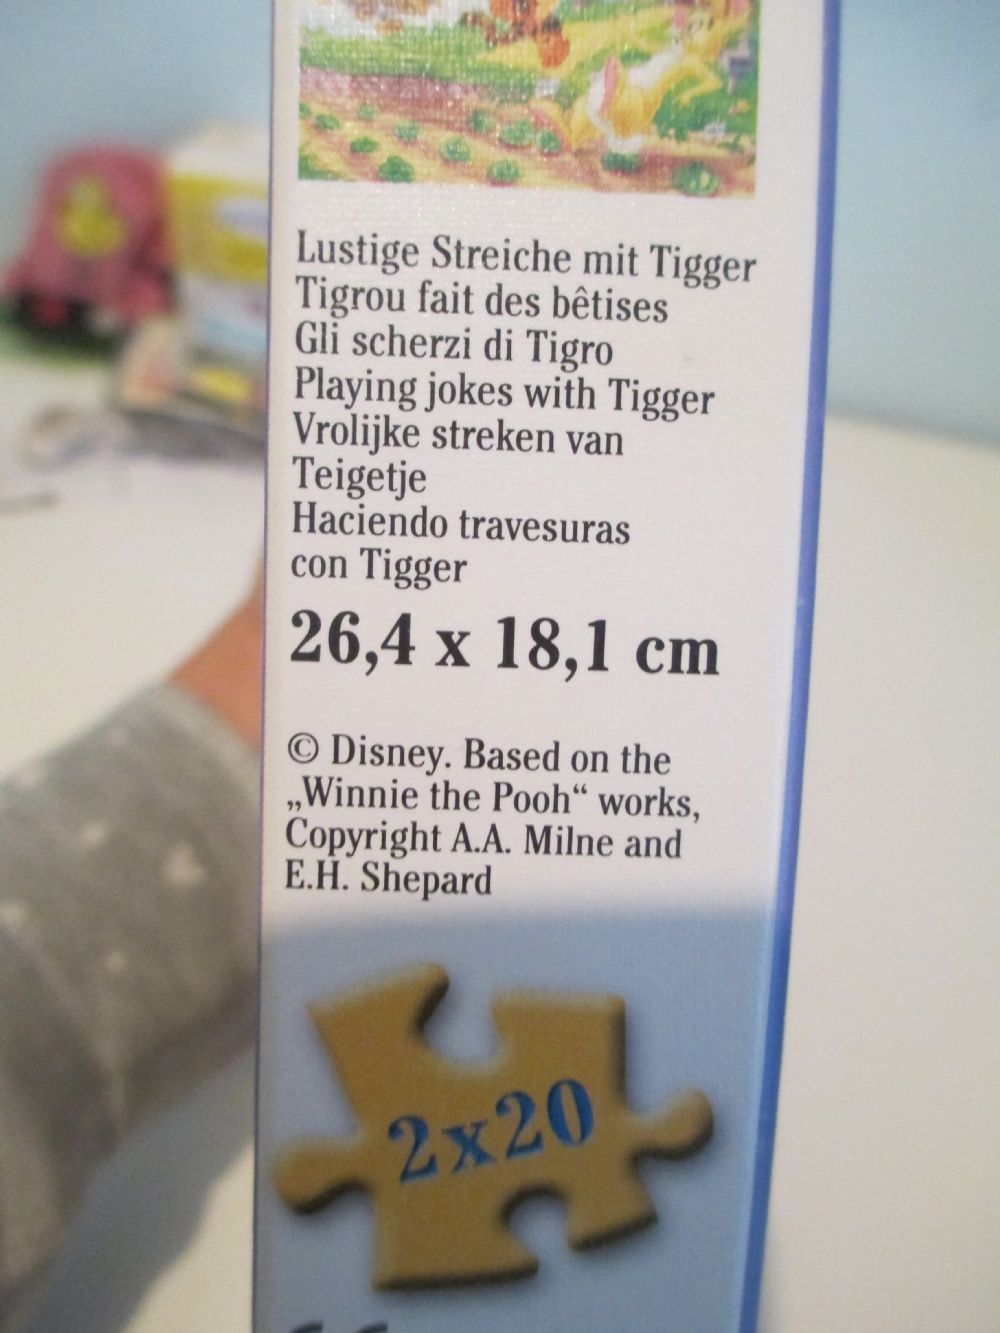 Lustige Streiche mit Tigger
Tigrou fait des bêtises
Gli scherzi di Tigro
Playing jokes with Tigger
Vrolijke streken van
Teigetje
Haciendo travesuras
con Tigger
26,4 x 18,1 cm
© Disney. Based on the
„Winnie the Pooh“ works,
Copyright A.A. Milne and
E.H. Shepard
2x20